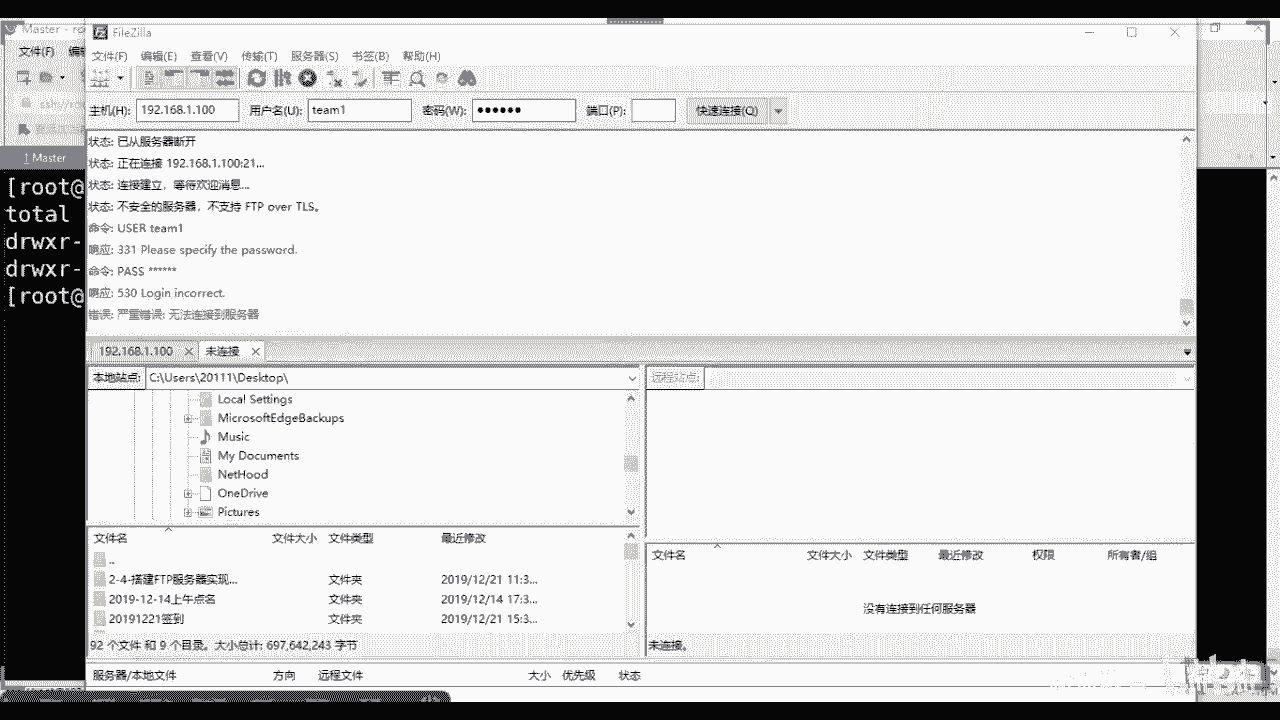 Master - ro
FileZilla
文件(F) 编辑(E) 查看(V) 传输(T) 服务器(S) 书签(B) 帮助(H)
文件(F)
主机(H): 192.168.1.100 用户名(U): team1 密码(W): ●●●●●● 端口(P): 快速连接(Q)
状态: 已从服务器断开
状态: 正在连接 192.168.1.100:21...
状态: 连接建立，等待欢迎消息...
状态: 不安全的服务器，不支持 FTP over TLS。
命令: USER team1
响应: 331 Please specify the password.
命令: PASS ******
响应: 530 Login incorrect.
错误: 严重错误: 无法连接到服务器
1 Master
[root@
total
drwxr-
drwxr-
[root@
192.168.1.100 未连接
本地站点: C:\Users\20111\Desktop\
远程站点:
Local Settings
MicrosoftEdgeBackups
Music
My Documents
NetHood
OneDrive
Pictures
文件名 文件大小 文件类型 最近修改
..
2-4-搭建FTP服务器实现... 文件夹 2019/12/21 11:3...
2019-12-14上午点名 文件夹 2019/12/14 17:3...
20191221签到 文件夹 2019/12/21 15:3...
92 个文件 和 9 个目录。大小总计: 697,642,243 字节
文件名 文件大小 文件类型 最近修改 权限 所有者/组
没有连接到任何服务器
未连接。
服务器/本地文件 方向 远程文件 大小 优先级 状态